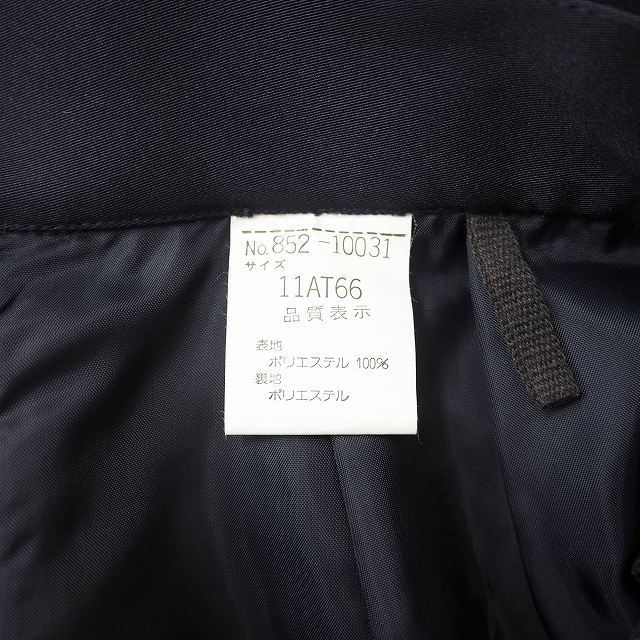 No.852-10031
サイズ
11AT66
品質表示
表地
ポリエステル 100%
裏地
ポリエステル